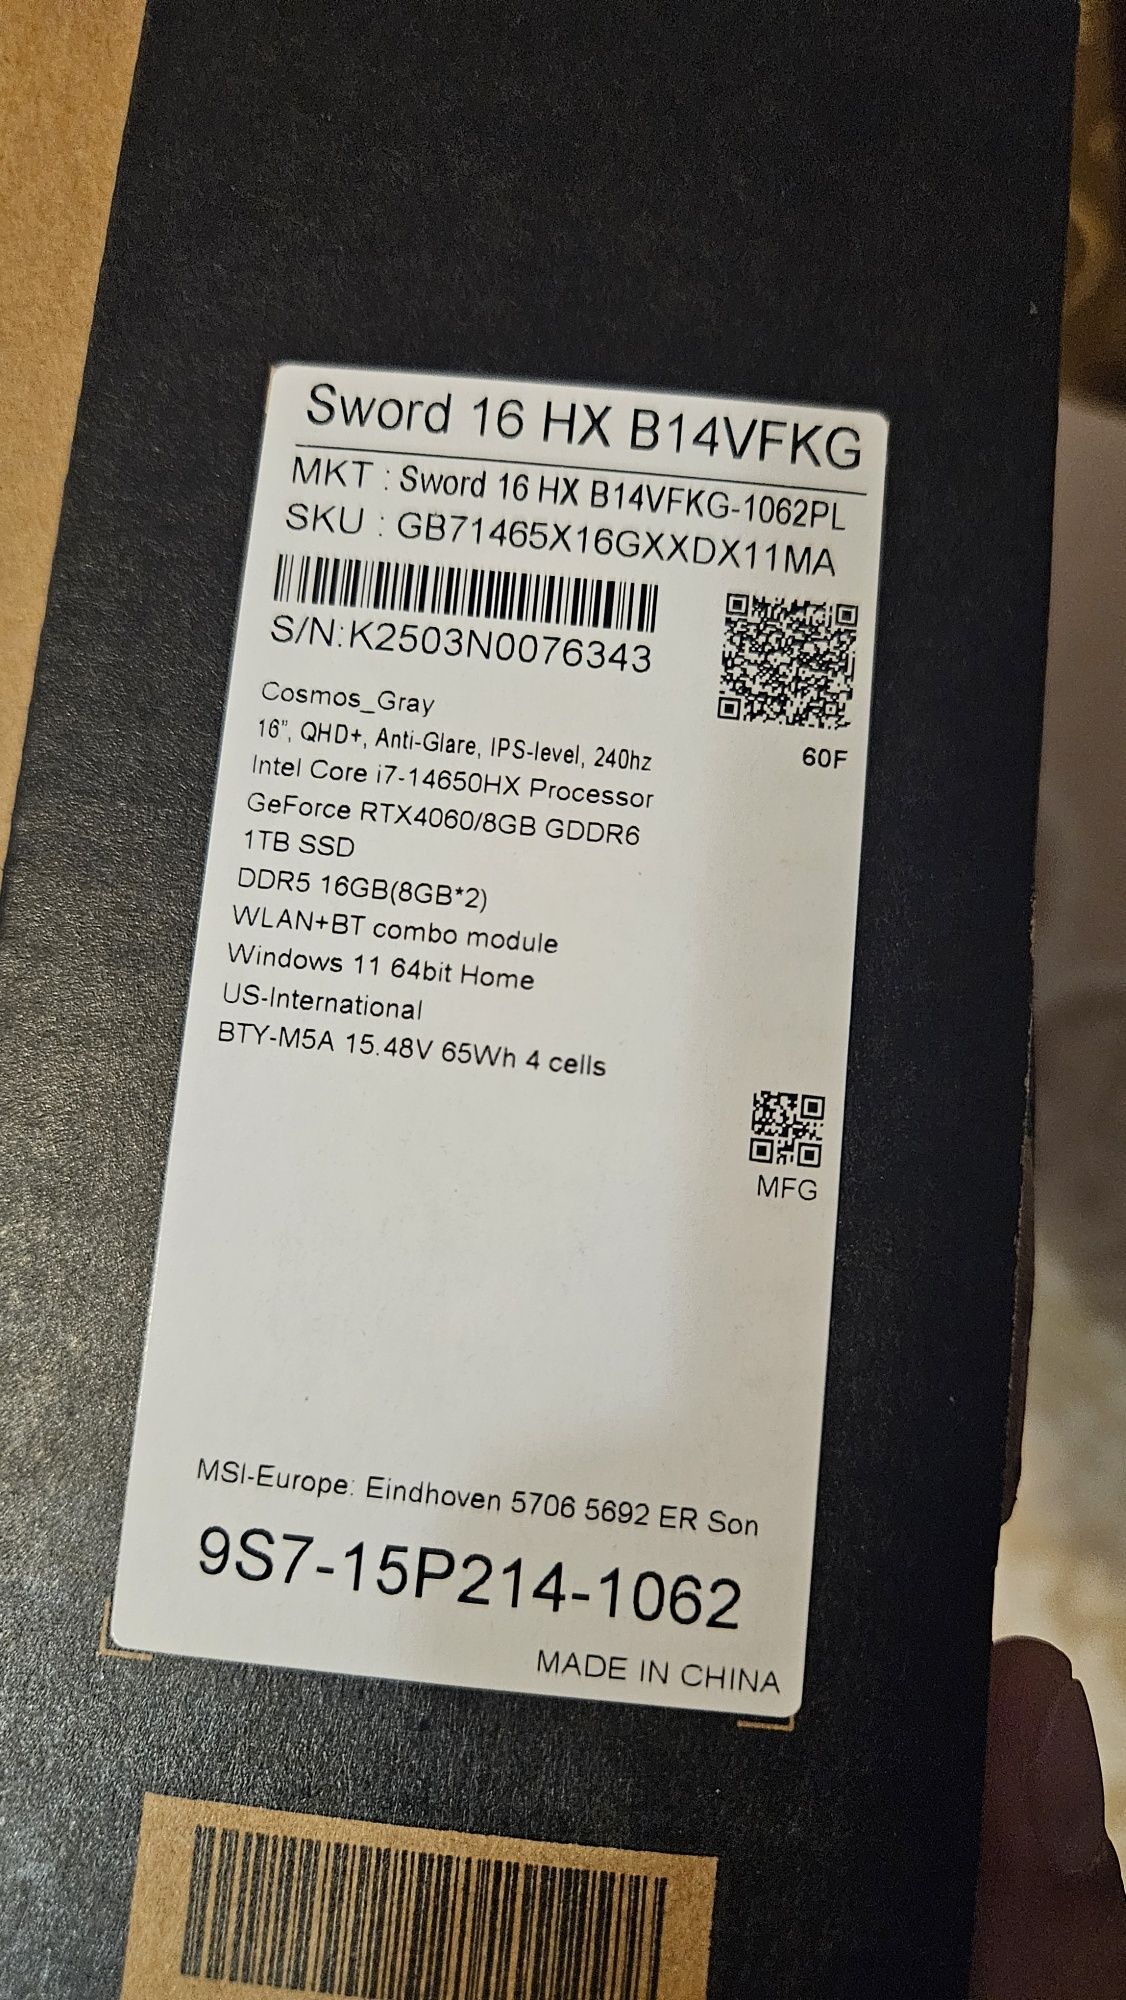 Sword 16 HX B14VFKG
MKT : Sword 16 HX B14VFKG-1062PL
SKU : GB71465X16GXXDX11MA
S/N:K2503N0076343
Cosmos_Gray
16”, QHD+, Anti-Glare, IPS-level, 240hz
60F
Intel Core i7-14650HX Processor
GeForce RTX4060/8GB GDDR6
1TB SSD
DDR5 16GB(8GB*2)
WLAN+BT combo module
Windows 11 64bit Home
US-International
BTY-M5A 15.48V 65Wh 4 cells
MFG
MSI-Europe: Eindhoven 5706 5692 ER Son
9S7-15P214-1062
MADE IN CHINA